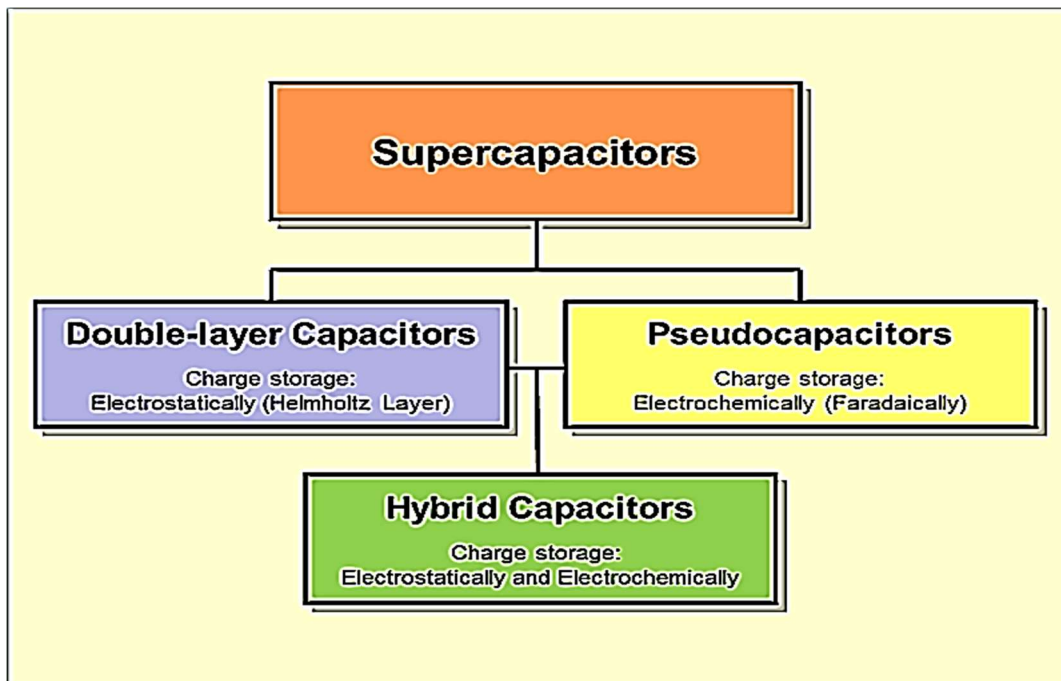 Supercapacitors
Double-layer Capacitors
Charge storage:
Electrostatically (Helmholtz Layer)
Pseudocapacitors
Charge storage:
Electrochemically (Faradaically)
Hybrid Capacitors
Charge storage:
Electrostatically and Electrochemically